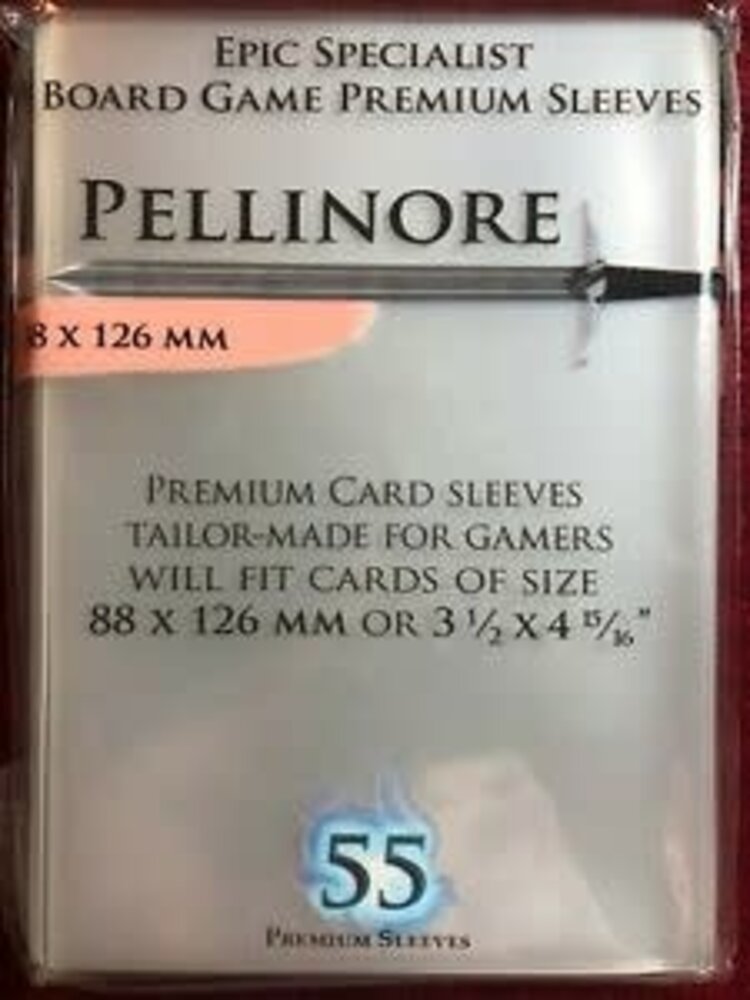 Epic Specialist
Board Game Premium Sleeves
Pellinore
8 x 126 mm
Premium Card sleeves
tailor-made for gamers
will fit cards of size
88 x 126 mm or 3 1/2 x 4 15/16"
55
Premium Sleeves